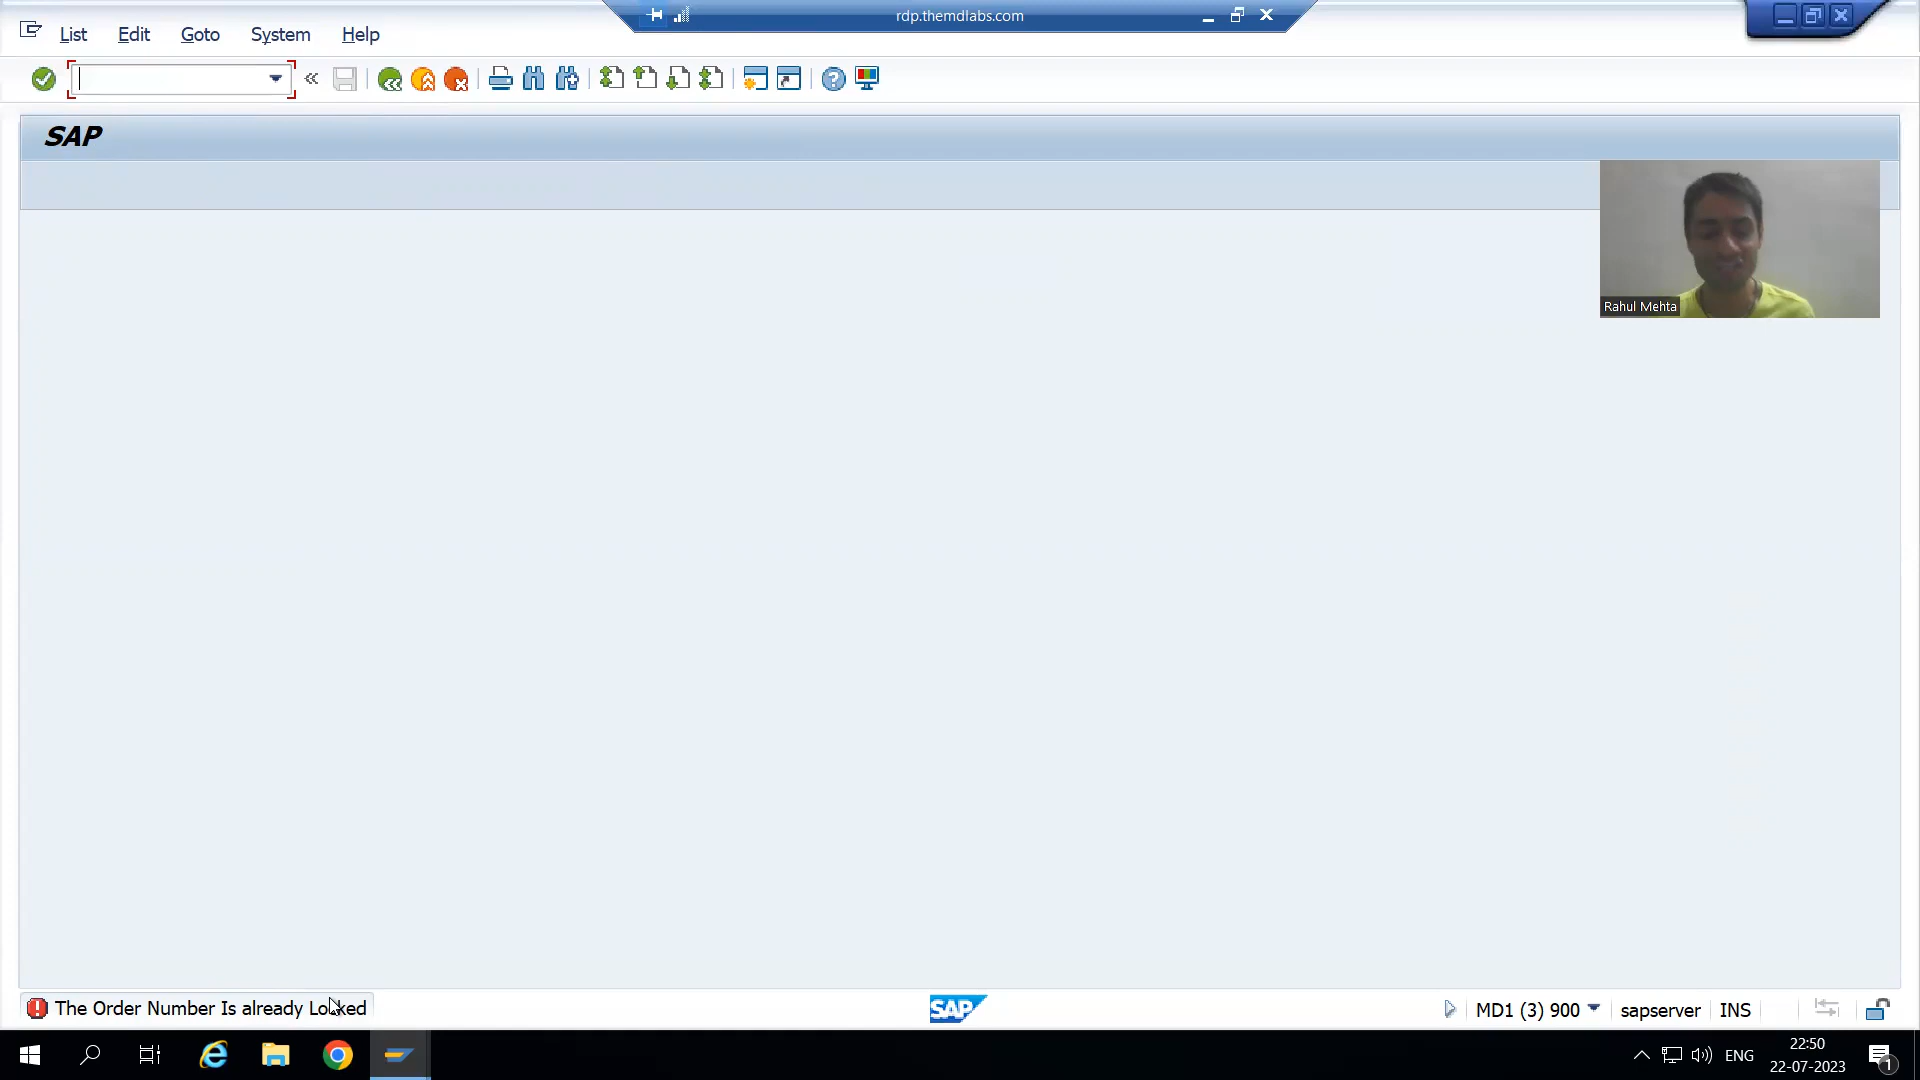 rdp.themdlabs.com
List Edit Goto System Help
SAP
Rahul Mehta
The Order Number Is already Locked
SAP
MD1 (3) 900
sapserver
INS
ENG
22:50
22-07-2023
1